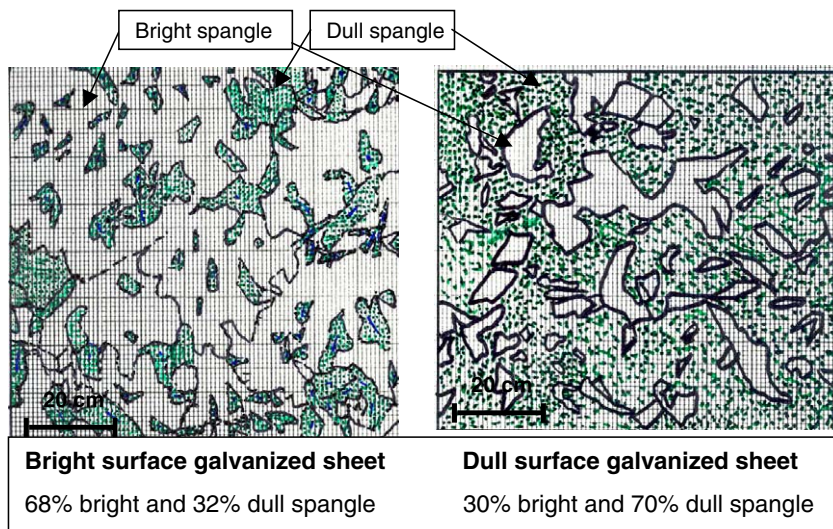 Bright spangle
Dull spangle
20 cm
20 cm
Bright surface galvanized sheet
68% bright and 32% dull spangle
Dull surface galvanized sheet
30% bright and 70% dull spangle